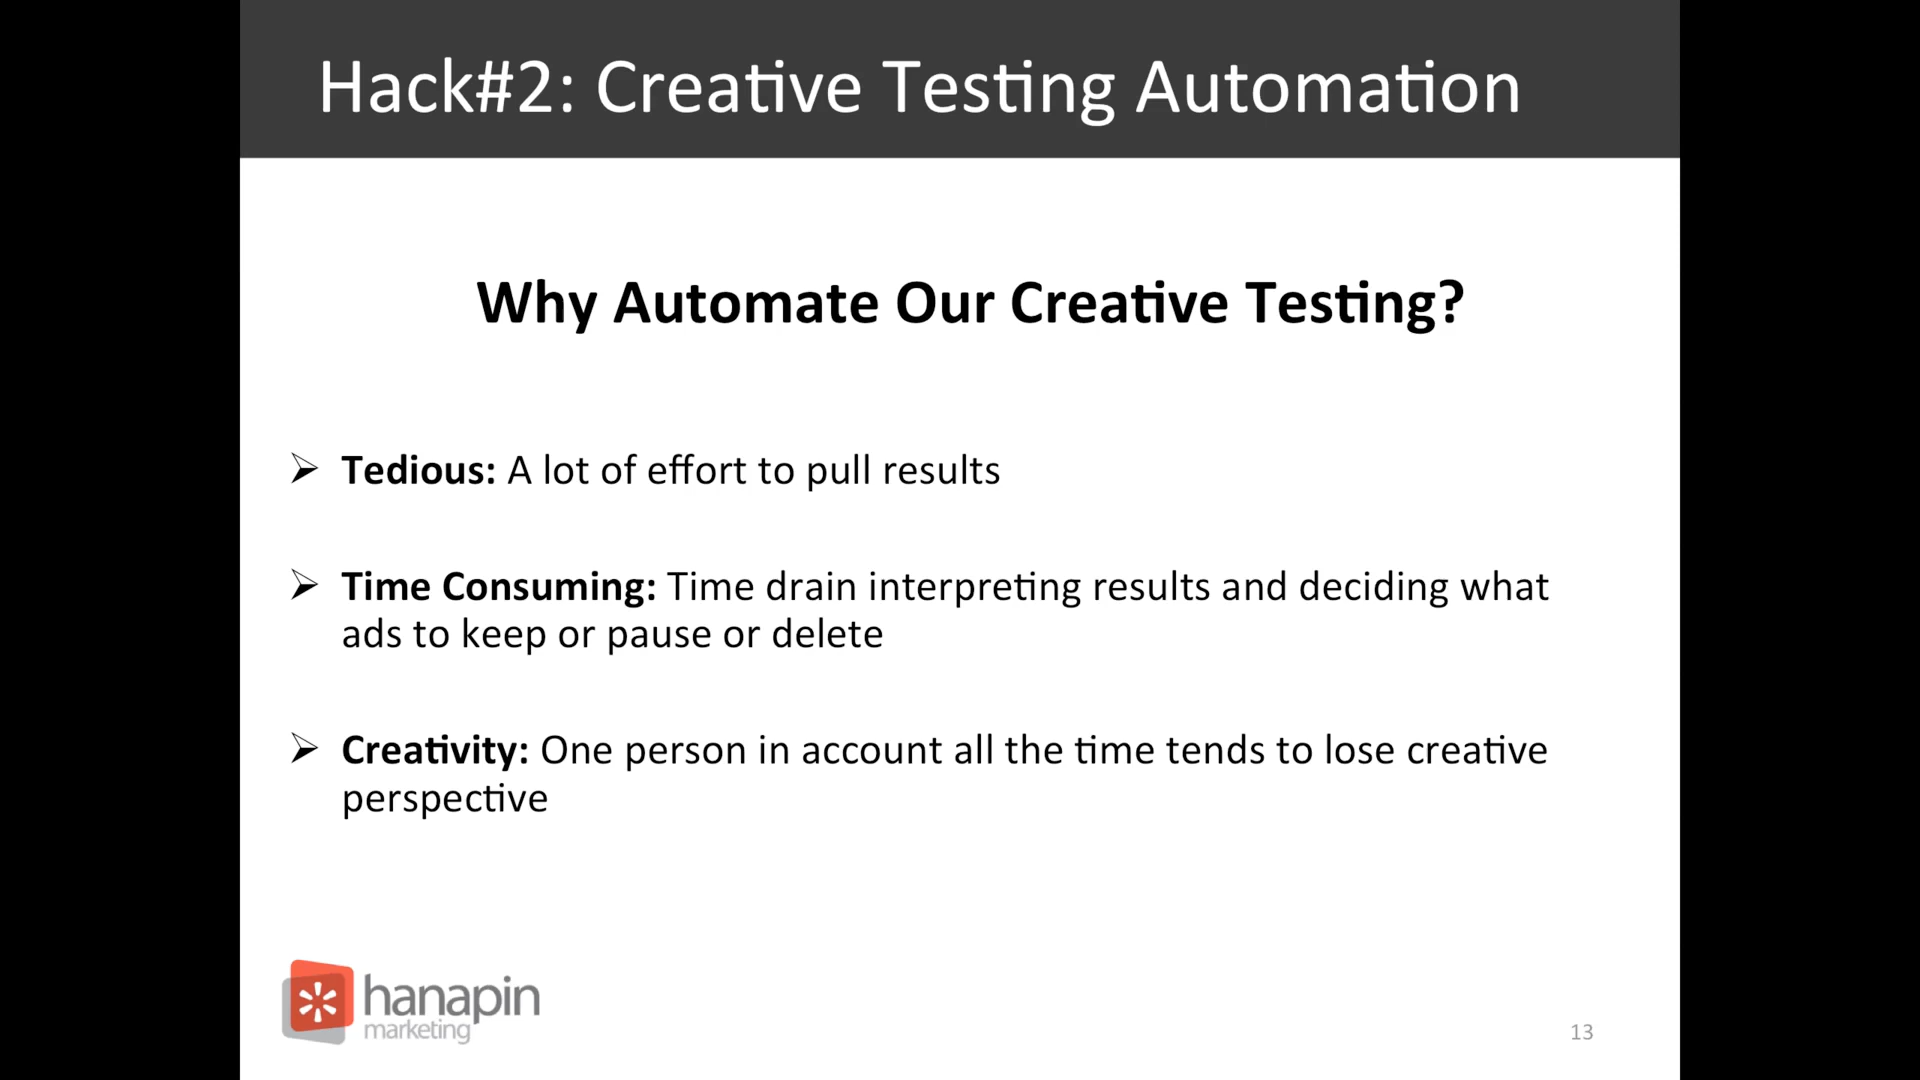 Hack#2: Creative Testing Automation
Why Automate Our Creative Testing?
Tedious: A lot of effort to pull results
Time Consuming: Time drain interpreting results and deciding what
ads to keep or pause or delete
Creativity: One person in account all the time tends to lose creative
perspective
hanapin
marketing
13